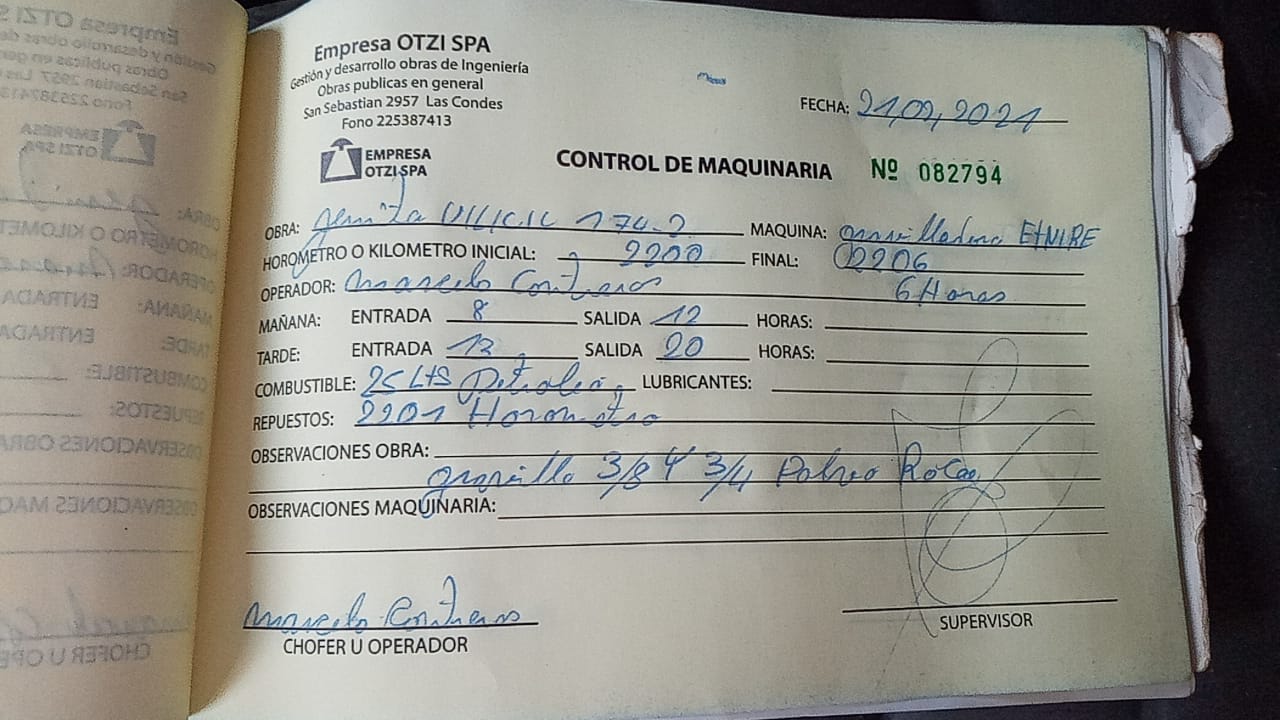 Empresa OTZI SPA
Gestión y desarrollo obras de Ingeniería
Obras publicas en general
San Sebastian 2957 Las Condes
Fono 225387413
FECHA: 21,02,2021
EMPRESA
OTZI SPA
CONTROL DE MAQUINARIA Nº 082794
OBRA: 174-2 MAQUINA: gravilladora ETNIRE
HOROMETRO O KILOMETRO INICIAL: 2200 FINAL: 02206
OPERADOR: Marcelo Contreras 6 Horas
MAÑANA: ENTRADA 8 SALIDA 12 HORAS:
TARDE: ENTRADA 13 SALIDA 20 HORAS:
COMBUSTIBLE: 25 Lts Petroleo LUBRICANTES:
REPUESTOS: 2201 Horometro
OBSERVACIONES OBRA:
gravilla 3/8 Y 3/4 Polvo Roca
OBSERVACIONES MAQUINARIA:
Marcelo Contreras
CHOFER U OPERADOR
SUPERVISOR